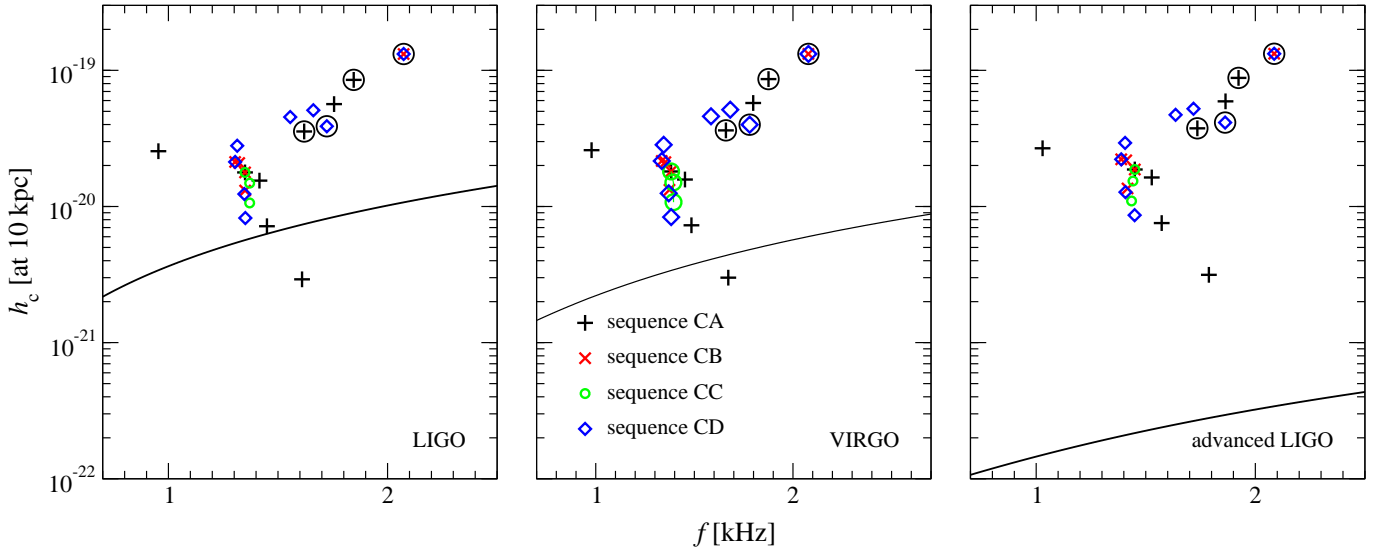 10⁻¹⁹
10⁻²⁰
10⁻²¹
10⁻²²
h_c [at 10 kpc]
sequence CA
sequence CB
sequence CC
sequence CD
LIGO
VIRGO
advanced LIGO
1 2 1 2 1 2
f [kHz]